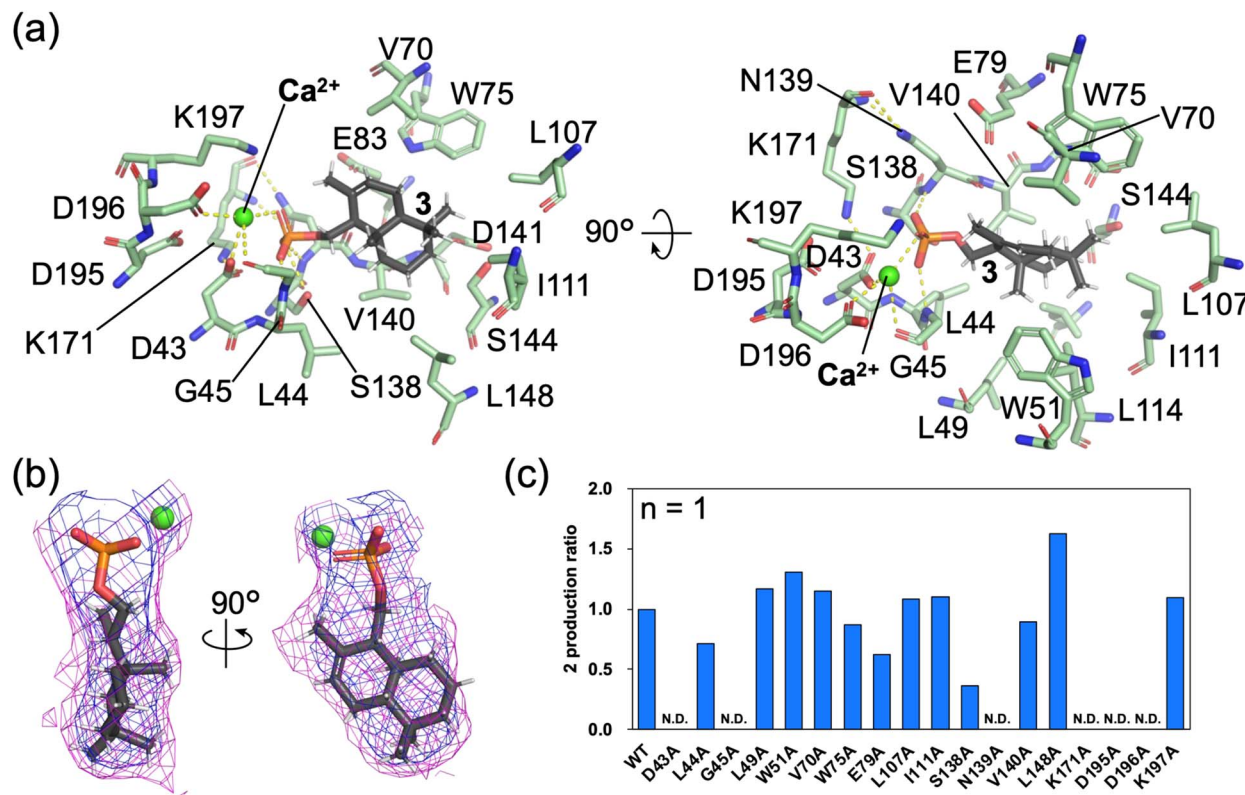 (a)
V70
Ca²⁺
W75
K197
E83
L107
D196
3
D141
D195
I111
K171
V140
S144
D43
G45
L44
S138
L148
90°
E79
N139
V140
W75
K171
V70
S138
S144
K197
D43
D195
3
L107
L44
D196
I111
Ca²⁺
G45
W51
L114
L49
(b)
90°
(c)
2.0
n = 1
1.5
1.0
0.5
0.0
2 production ratio
N.D.
N.D.
N.D.
N.D.
N.D.
N.D.
WT
D43A
L44A
G45A
L49A
W51A
V70A
W75A
E79A
L107A
I111A
S138A
N139A
V140A
L148A
K171A
D195A
D196A
K197A